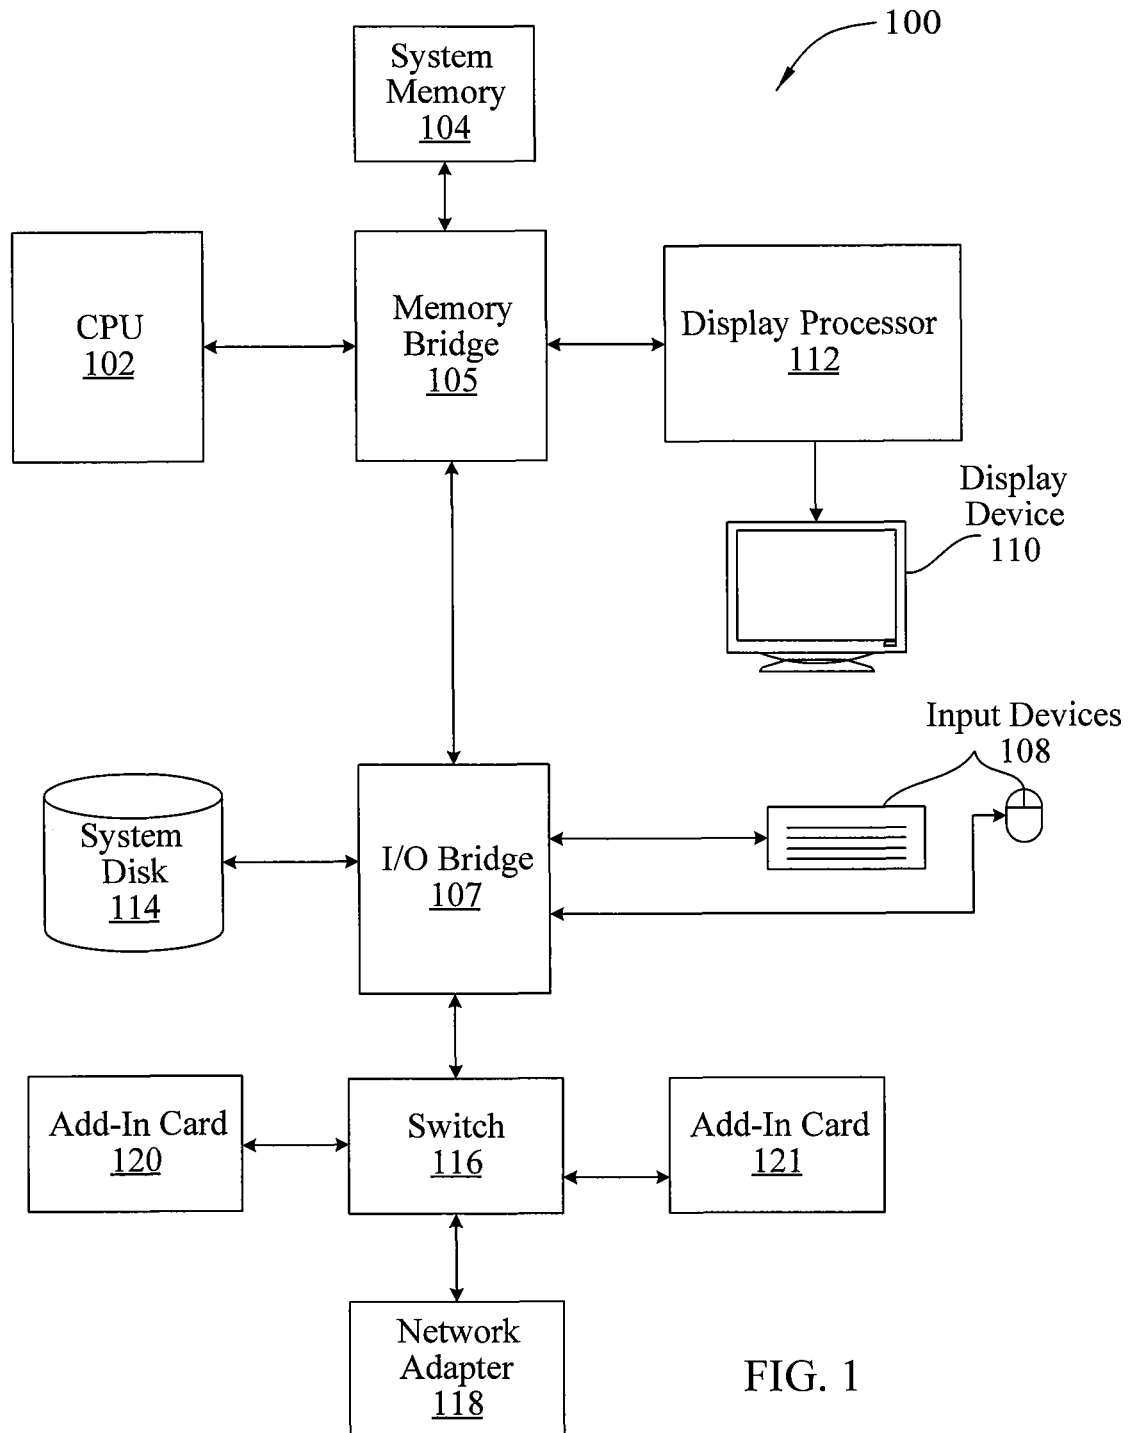 100
System
Memory
104
CPU
102
Memory
Bridge
105
Display Processor
112
Display
Device
110
Input Devices
108
System
Disk
114
I/O Bridge
107
Add-In Card
120
Switch
116
Add-In Card
121
Network
Adapter
118
FIG. 1